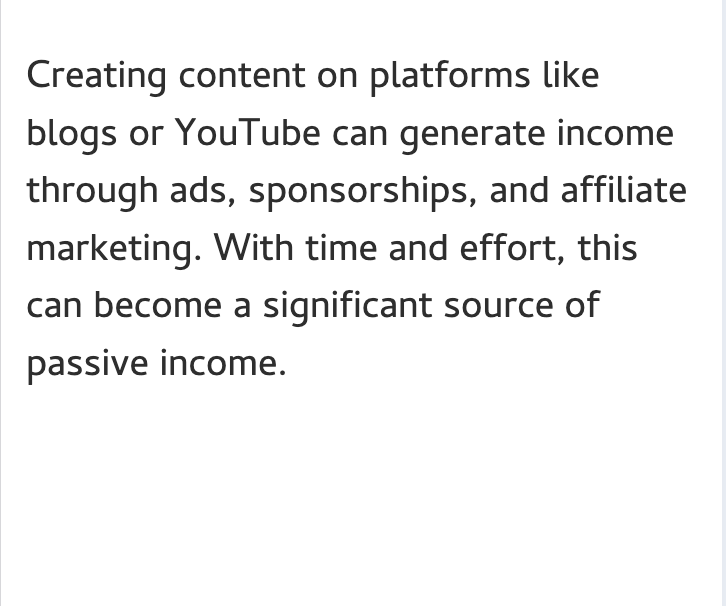 Creating content on platforms like
blogs or YouTube can generate income
through ads, sponsorships, and affiliate
marketing. With time and effort, this
can become a significant source of
passive income.